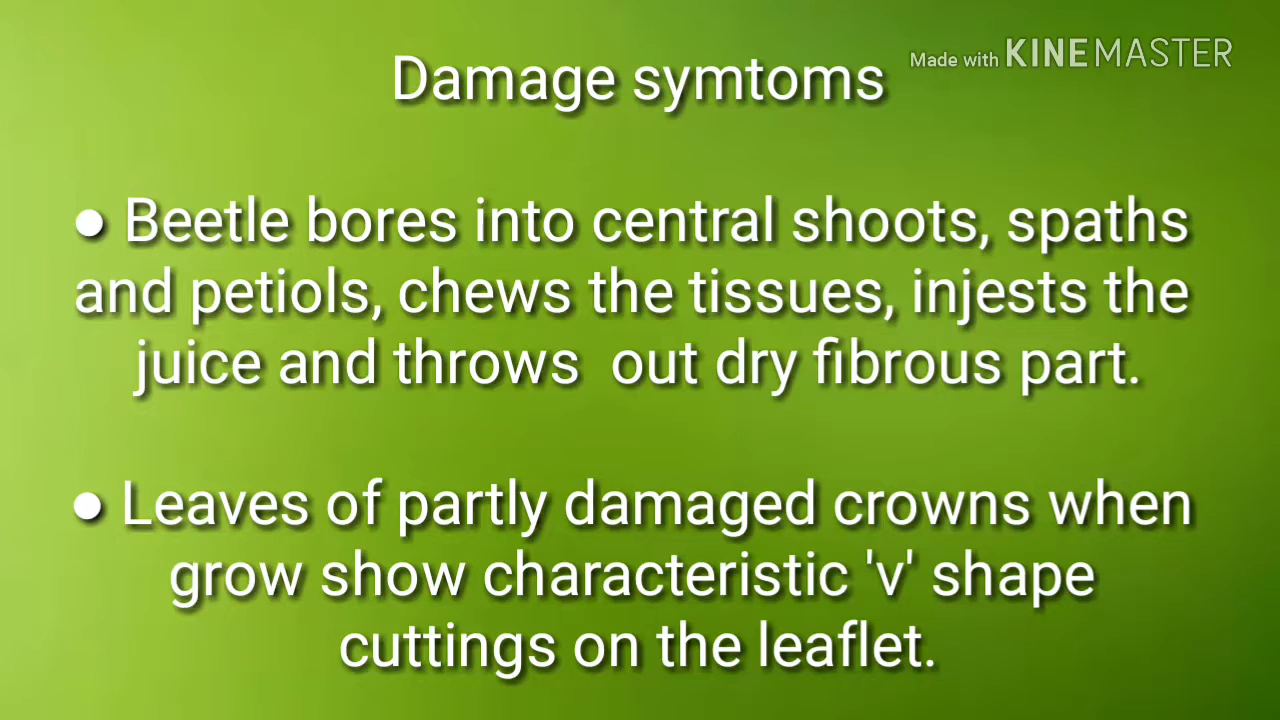 Made with KINEMASTER
Damage symtoms
● Beetle bores into central shoots, spaths
and petiols, chews the tissues, injests the
juice and throws  out dry fibrous part.
● Leaves of partly damaged crowns when
grow show characteristic 'v' shape
cuttings on the leaflet.